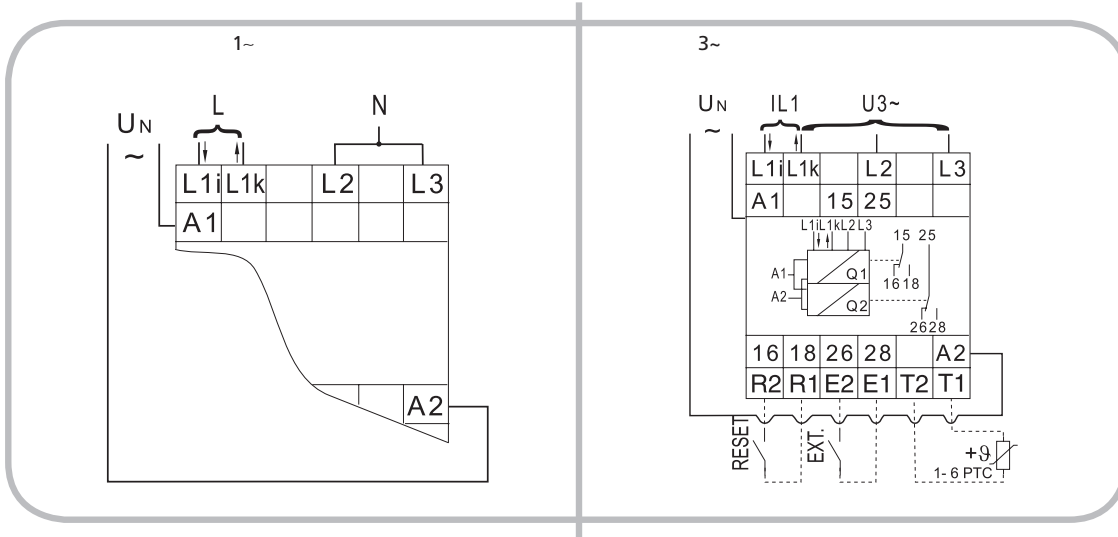 1~
L
N
UN
~
L1i L1k L2 L3
A1
A2
3~
UN
~
IL1
U3~
L1i L1k L2 L3
A1 15 25
L1i L1k L2 L3
15 25
A1
Q1
16 18
A2
Q2
26 28
16 18 26 28 A2
R2 R1 E2 E1 T2 T1
RESET
EXT.
+ϑ
1- 6 PTC